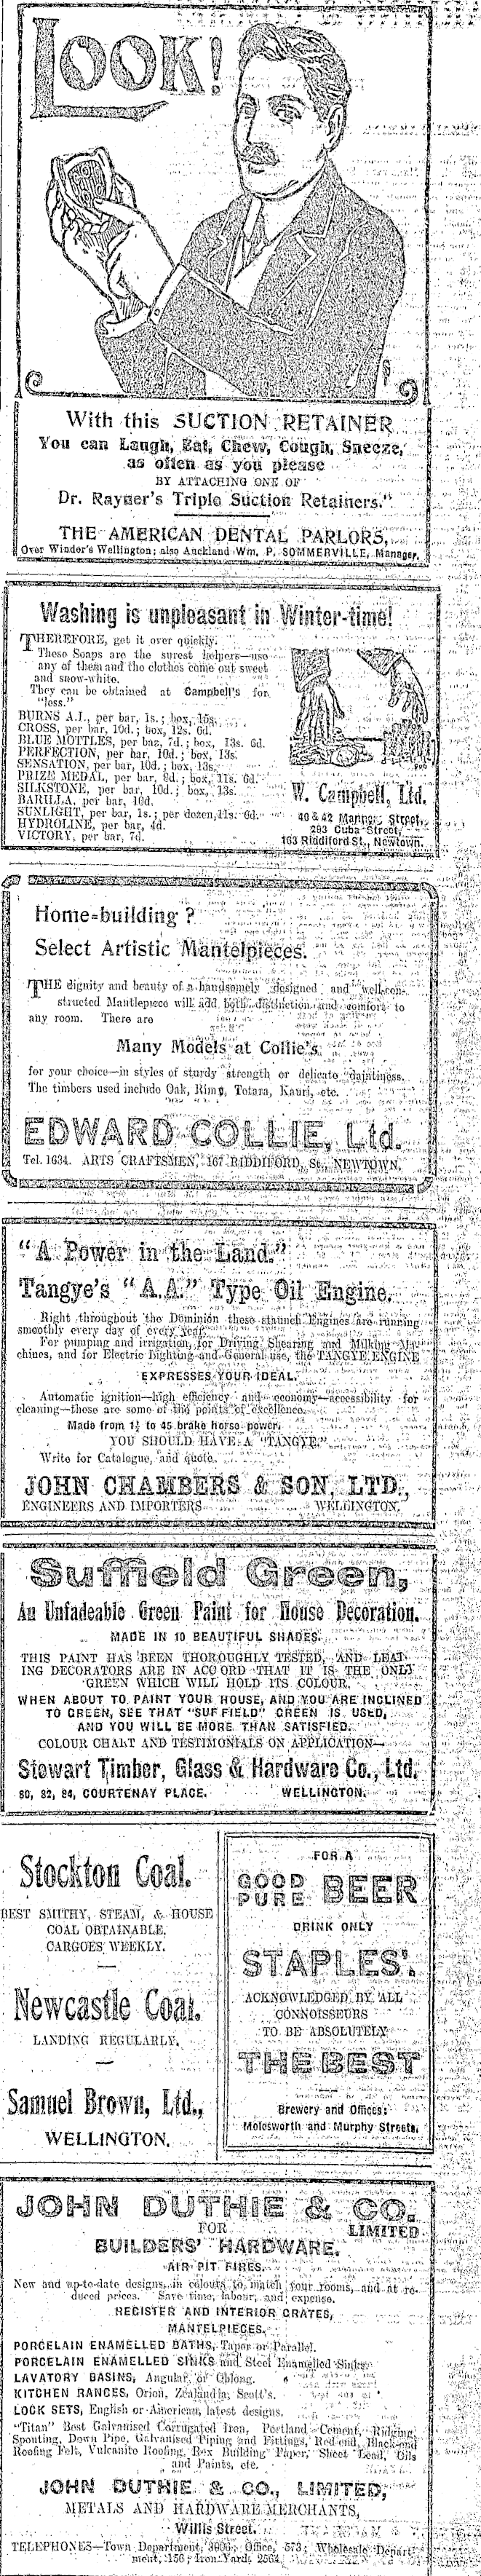 LOOK!
With this SUCTION RETAINER
You can Laugh, Eat, Chew, Cough, Sneeze,
as often as you please
BY ATTACHING ONE OF
Dr. Rayner's Triple Suction Retainers."
THE AMERICAN DENTAL PARLORS,
Over Winder's Wellington; also Auckland Wm. P. SOMMERVILLE, Manager.
Washing is unpleasant in Winter-time!
THEREFORE, get it over quickly.
These Soaps are the surest helpers—use
any of them and the clothes come out sweet
and snow-white.
They can be obtained at Campbell's for
"less."
BURNS A.I., per bar, 1s.; box, 15s.
CROSS, per bar, 10d.; box, 12s. 6d.
BLUE MOTTLES, per bar, 7d.; box, 13s. 6d.
PERFECTION, per bar, 10d.; box, 13s.
SENSATION, per bar, 10d.; box, 13s.
PRIZE MEDAL, per bar, 8d.; box, 11s. 6d.
SILKSTONE, per bar, 10d.; box, 13s.
BARILLA, per bar, 10d.
SUNLIGHT, per bar, 1s.; per dozen, 11s. 6d.
HYDROLINE, per bar, 4d.
VICTORY, per bar, 7d.
W. Campbell, Ltd.
40 & 42 Manners Street,
293 Cuba Street,
163 Riddiford St., Newtown.
Home-building?
Select Artistic Mantelpieces.
THE dignity and beauty of a handsomely designed and well-con-
structed Mantlepiece will add both distinction and comfort to
any room. There are
Many Models at Collie's
for your choice—in styles of sturdy strength or delicate daintiness.
The timbers used include Oak, Rimu, Totara, Kauri, etc.
EDWARD COLLIE, Ltd.
Tel. 1634. ARTS CRAFTSMEN, 167 RIDDIFORD, St., NEWTOWN.
"A Power in the Land."
Tangye's "A.A." Type Oil Engine.
Right throughout the Dominion these staunch Engines are running
smoothly every day of every year.
For pumping and irrigation, for Driving, Shearing and Milking Ma-
chines, and for Electric Lighting and General use, the TANGYE ENGINE
EXPRESSES YOUR IDEAL.
Automatic ignition—high efficiency and economy—accessibility for
cleaning—these are some of the points of excellence.
Made from 1½ to 45 brake horse power.
YOU SHOULD HAVE A "TANGYE."
Write for Catalogue, and quote.
JOHN CHAMBERS & SON, LTD.,
ENGINEERS AND IMPORTERS WELLINGTON.
Suffield Green,
An Unfadeable Green Paint for House Decoration.
MADE IN 10 BEAUTIFUL SHADES.
THIS PAINT HAS BEEN THOROUGHLY TESTED, AND LEAD-
ING DECORATORS ARE IN ACCORD THAT IT IS THE ONLY
GREEN WHICH WILL HOLD ITS COLOUR.
WHEN ABOUT TO PAINT YOUR HOUSE, AND YOU ARE INCLINED
TO GREEN, SEE THAT "SUFFIELD" GREEN IS USED,
AND YOU WILL BE MORE THAN SATISFIED.
COLOUR CHART AND TESTIMONIALS ON APPLICATION—
Stewart Timber, Glass & Hardware Co., Ltd.
80, 82, 84, COURTENAY PLACE. WELLINGTON.
Stockton Coal.
BEST SMITHY, STEAM, & HOUSE
COAL OBTAINABLE.
CARGOES WEEKLY.
Newcastle Coal.
LANDING REGULARLY.
Samuel Brown, Ltd.,
WELLINGTON.
FOR A
GOOD PURE BEER
DRINK ONLY
STAPLES'.
ACKNOWLEDGED BY ALL
CONNOISSEURS
TO BE ABSOLUTELY
THE BEST
Brewery and Offices:
Molesworth and Murphy Streets.
JOHN DUTHIE & CO.
FOR LIMITED
BUILDERS' HARDWARE.
AIR PIT FIRES.
New and up-to-date designs, in colours to match your rooms, and at re-
duced prices. Save time, labour, and expense.
REGISTER AND INTERIOR GRATES,
MANTELPIECES.
PORCELAIN ENAMELLED BATHS, Taper or Parallel.
PORCELAIN ENAMELLED SINKS and Steel Enamelled Sinks.
LAVATORY BASINS, Angular or Oblong.
KITCHEN RANGES, Orion, Zealandia, Scott's.
LOCK SETS, English or American, latest designs.
"Titan" Best Galvanised Corrugated Iron, Portland Cement, Ridging,
Spouting, Down Pipe, Galvanised Piping and Fittings, Red and Black and
Roofing Felt, Vulcanite Roofing, Rex Building Paper, Sheet Lead, Oils
and Paints, etc.
JOHN DUTHIE & CO., LIMITED,
METALS AND HARDWARE MERCHANTS,
Willis Street.
TELEPHONES—Town Department, 3606; Office, 573; Wholesale Depart-
ment, 156; Iron Yard, 2564.